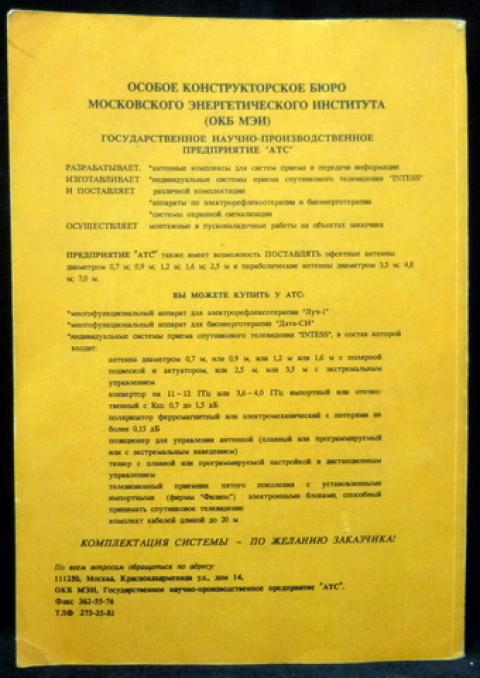 ОСОБОЕ КОНСТРУКТОРСКОЕ БЮРО
МОСКОВСКОГО ЭНЕРГЕТИЧЕСКОГО ИНСТИТУТА
(ОКБ МЭИ)
ГОСУДАРСТВЕННОЕ НАУЧНО-ПРОИЗВОДСТВЕННОЕ
ПРЕДПРИЯТИЕ "АТС"
РАЗРАБАТЫВАЕТ, *антенные комплексы для систем приема и передачи информации
ИЗГОТАВЛИВАЕТ *индивидуальные системы приема спутникового телевидения "INTESS"
И ПОСТАВЛЯЕТ различной комплектации
*аппараты по электрорефлексотерапии и биоэнерготерапии
*системы охранной сигнализации
ОСУЩЕСТВЛЯЕТ монтажные и пусконаладочные работы на объектах заказчика
ПРЕДПРИЯТИЕ "АТС" также имеет возможность ПОСТАВЛЯТЬ офсетные антенны
диаметром 0,7 м; 0,9 м; 1,2 м; 1,6 м; 2,5 м и параболические антенны диаметром 3,5 м; 4,8
м; 7,0 м.
ВЫ МОЖЕТЕ КУПИТЬ У АТС:
*многофункциональный аппарат для электрорефлексотерапии "Луч-1"
*многофункциональный аппарат для биоэнерготерапии "Дата-СИ"
*индивидуальные системы приема спутникового телевидения "INTESS", в состав которой
входит:
антенна диаметром 0,7 м, или 0,9 м, или 1,2 м или 1,6 м с полярной
подвеской и актуатором, или 2,5 м, или 3,5 м с экстремальным
управлением
конвертор на 11-12 ГГц или 3,6-4,0 ГГц импортный или отечес-
твенный с Кш. 0,7 до 1,5 дБ
поляризатор ферромагнитный или электромеханический с потерями не
более 0,15 дБ
позиционер для управления антенной (плавный или программируемый
или с экстремальным наведением)
тюнер с плавной или программируемой настройкой и дистанционным
управлением
телевизионный приемник пятого поколения с установленными
импортными (фирмы "Филипс") электронными блоками, способный
принимать спутниковое телевидение
комплект кабелей длиной до 20 м
КОМПЛЕКТАЦИЯ СИСТЕМЫ - ПО ЖЕЛАНИЮ ЗАКАЗЧИКА!
По всем вопросам обращаться по адресу:
111250, Москва, Красноказарменная ул., дом 14,
ОКБ МЭИ, Государственное научно-производственное предприятие "АТС".
Факс 362-55-76
ТЛФ 273-25-81